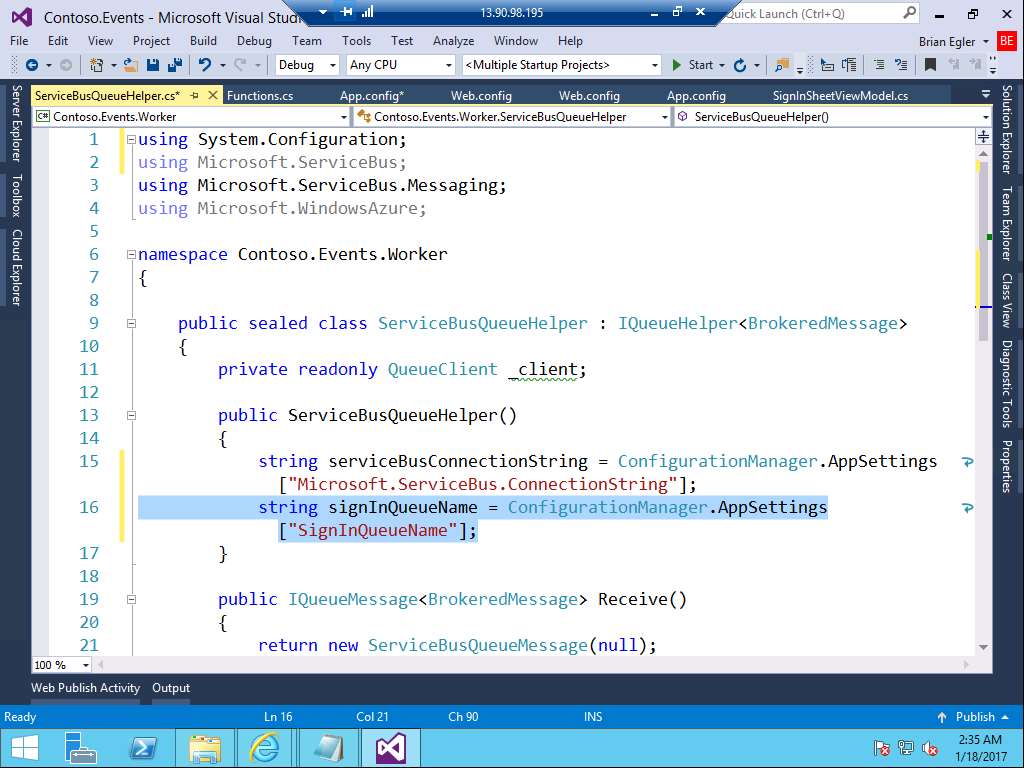 Contoso.Events - Microsoft Visual Stu
13.90.98.195
Quick Launch (Ctrl+Q)
File Edit View Project Build Debug Team Tools Test Analyze Window Help
Brian Egler
BE
Debug Any CPU <Multiple Startup Projects> Start
ServiceBusQueueHelper.cs* Functions.cs App.config* Web.config Web.config App.config SignInSheetViewModel.cs
Contoso.Events.Worker Contoso.Events.Worker.ServiceBusQueueHelper ServiceBusQueueHelper()
Server Explorer
Toolbox
Cloud Explorer
1 using System.Configuration;
2 using Microsoft.ServiceBus;
3 using Microsoft.ServiceBus.Messaging;
4 using Microsoft.WindowsAzure;
5
6 namespace Contoso.Events.Worker
7 {
8
9 public sealed class ServiceBusQueueHelper : IQueueHelper<BrokeredMessage>
10 {
11 private readonly QueueClient _client;
12
13 public ServiceBusQueueHelper()
14 {
15 string serviceBusConnectionString = ConfigurationManager.AppSettings
["Microsoft.ServiceBus.ConnectionString"];
16 string signInQueueName = ConfigurationManager.AppSettings
["SignInQueueName"];
17 }
18
19 public IQueueMessage<BrokeredMessage> Receive()
20 {
21 return new ServiceBusQueueMessage(null);
Solution Explorer
Team Explorer
Class View
Diagnostic Tools
Properties
100 %
Web Publish Activity Output
Ready Ln 16 Col 21 Ch 90 INS Publish
2:35 AM
1/18/2017